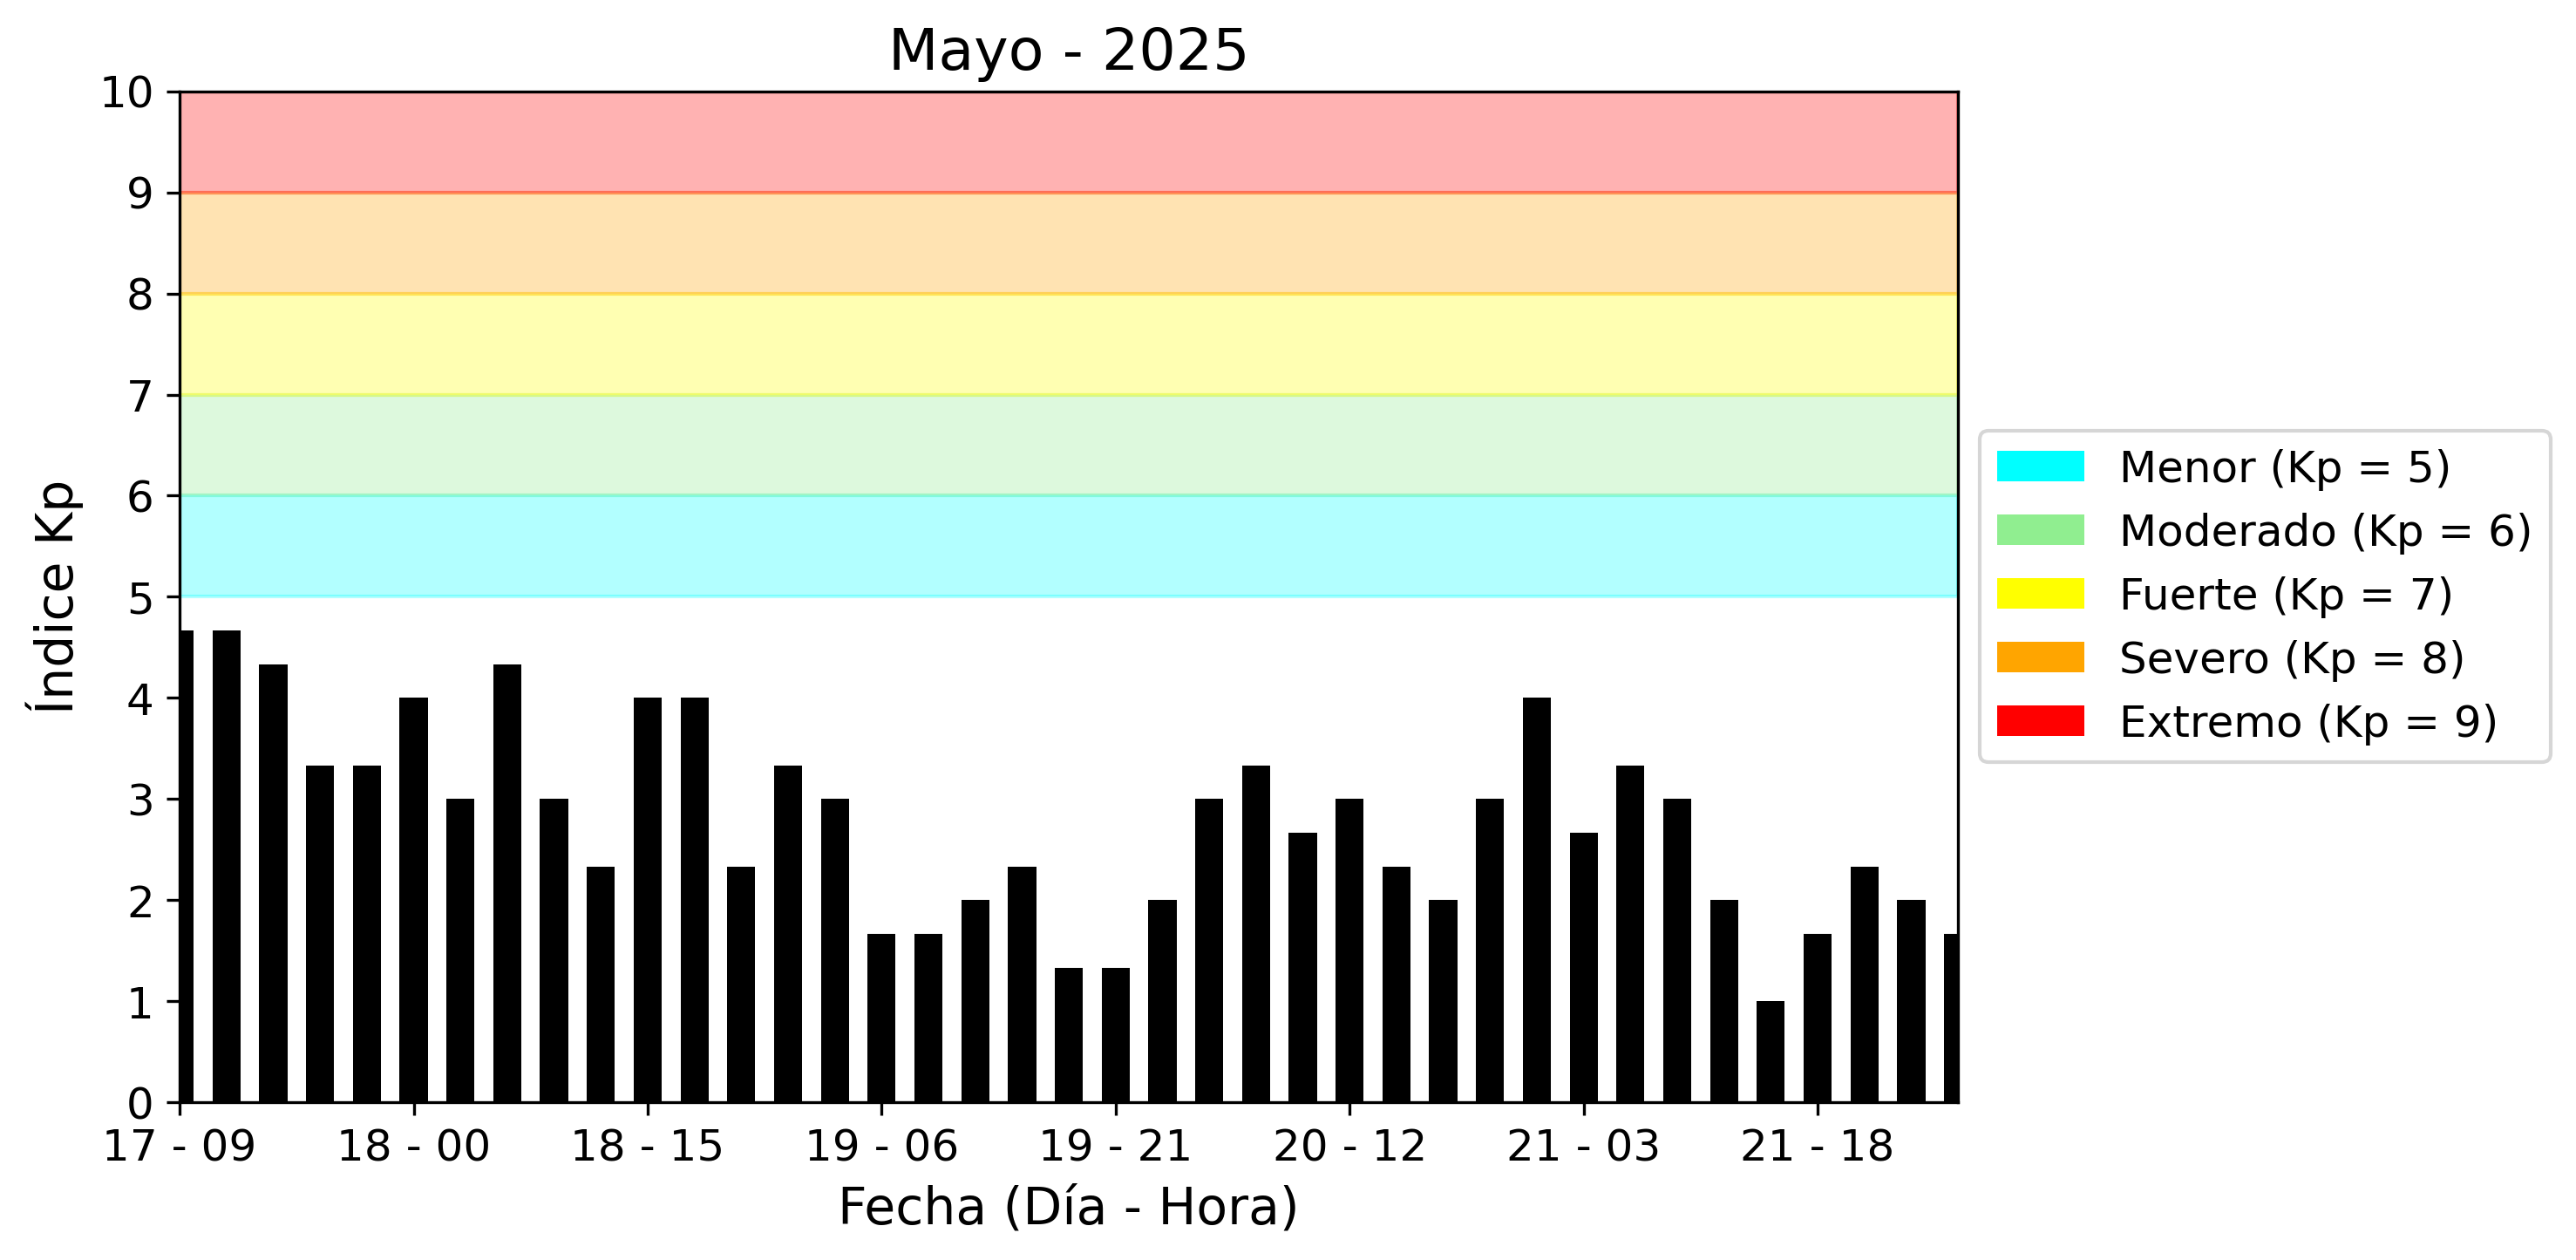 Mayo - 2025
10
9
8
7
6
5
4
3
2
1
0
Índice Kp
17 - 09
18 - 00
18 - 15
19 - 06
19 - 21
20 - 12
21 - 03
21 - 18
Fecha (Día - Hora)
Menor (Kp = 5)
Moderado (Kp = 6)
Fuerte (Kp = 7)
Severo (Kp = 8)
Extremo (Kp = 9)